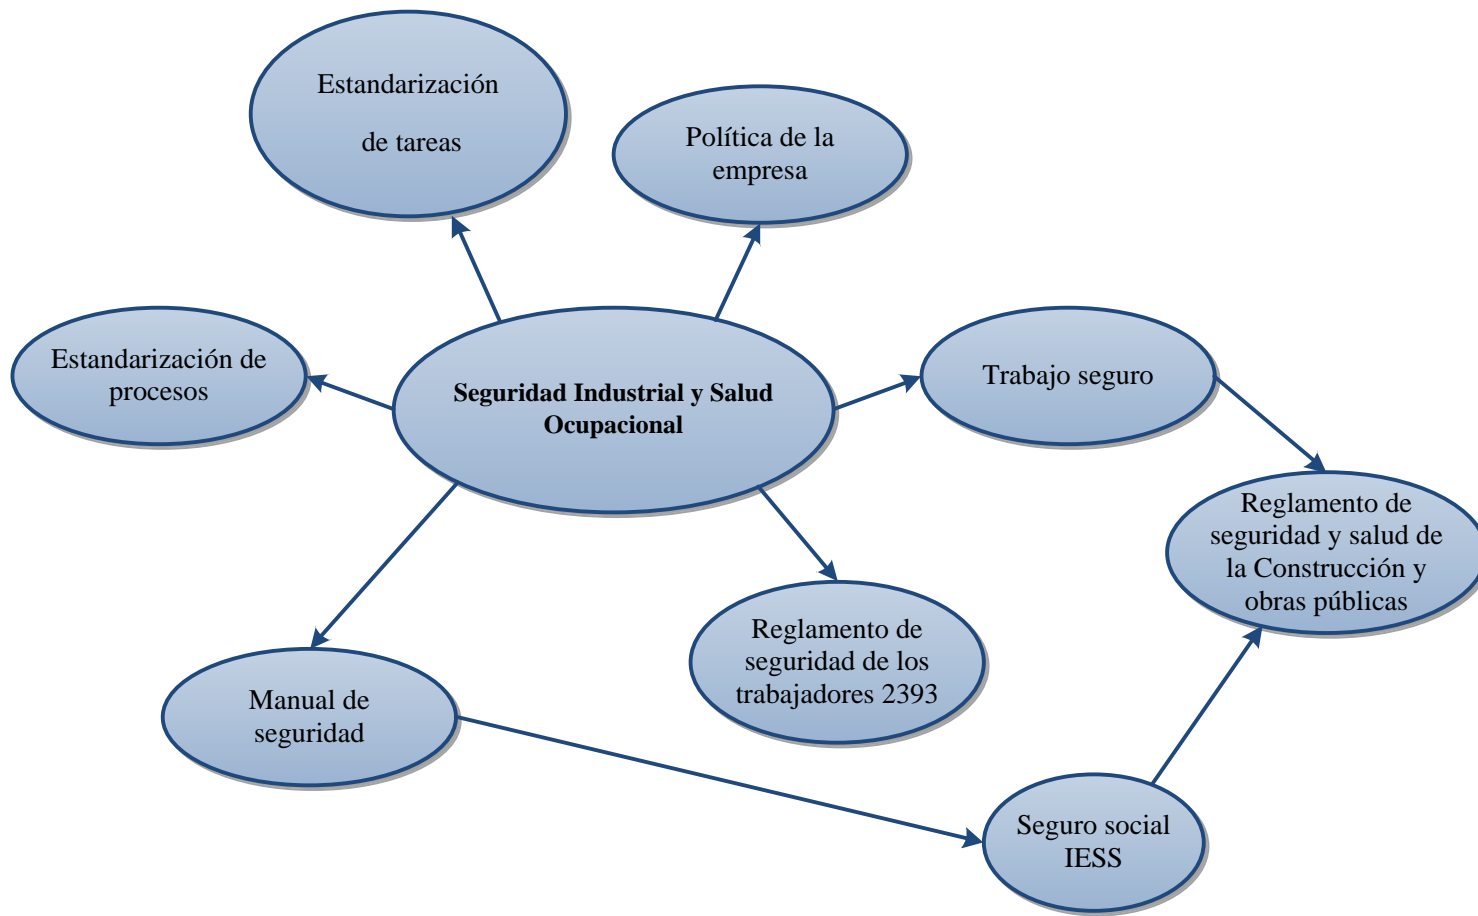 Estandarización
de tareas
Política de la
empresa
Estandarización de
procesos
Seguridad Industrial y Salud
Ocupacional
Trabajo seguro
Reglamento de
seguridad y salud de
la Construcción y
obras públicas
Reglamento de
seguridad de los
trabajadores 2393
Manual de
seguridad
Seguro social
IESS